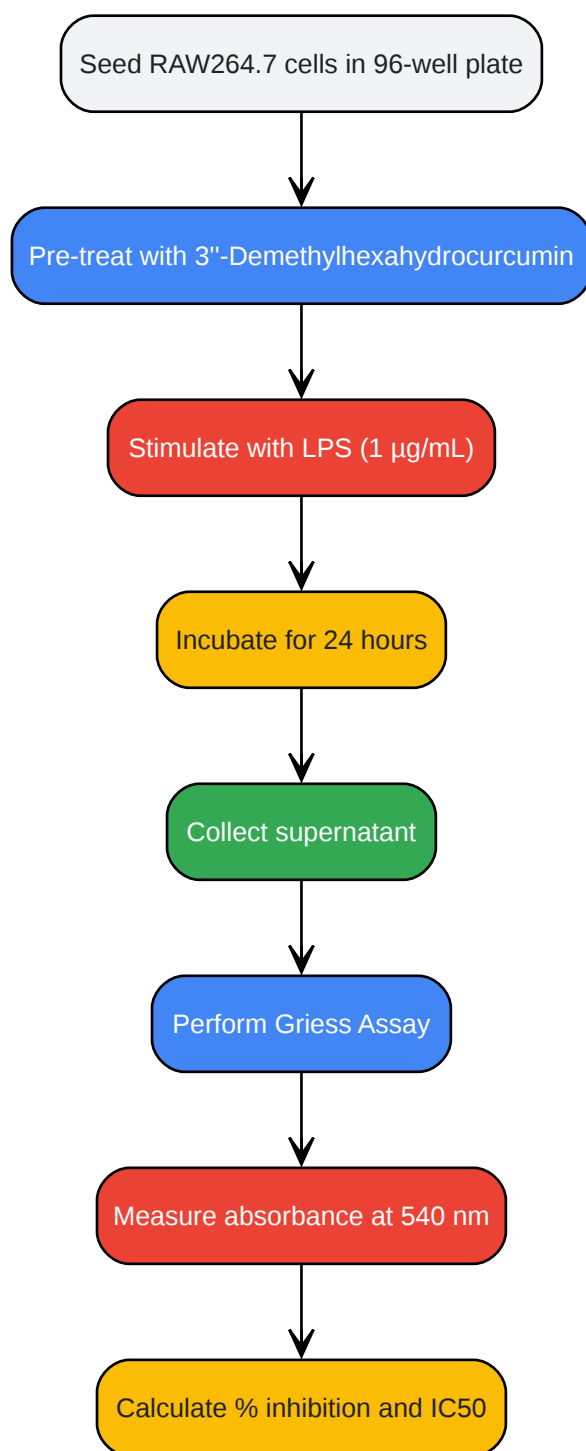 Seed RAW264.7 cells in 96-well plate
Pre-treat with 3''-Demethylhexahydrocurcumin
Stimulate with LPS (1 µg/mL)
Incubate for 24 hours
Collect supernatant
Perform Griess Assay
Measure absorbance at 540 nm
Calculate % inhibition and IC50